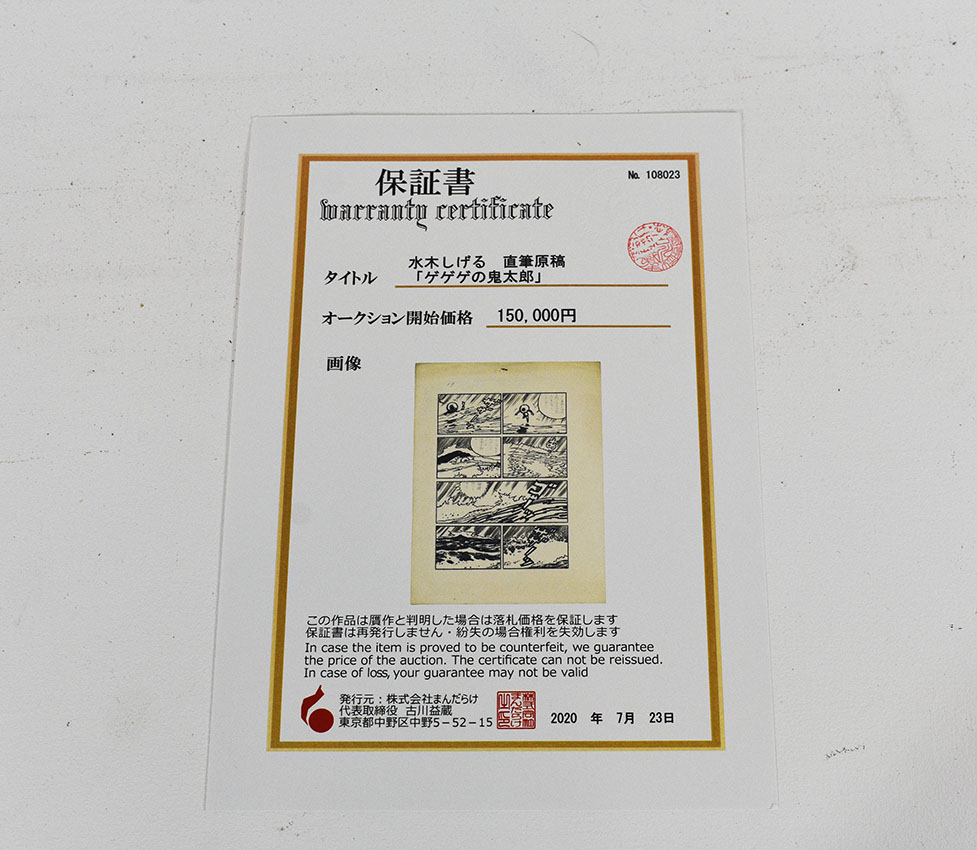 保証書
warranty certificate
No. 108023
タイトル
水木しげる　直筆原稿
「ゲゲゲの鬼太郎」
オークション開始価格　150,000円
画像
この作品は贋作と判明した場合は落札価格を保証します
保証書は再発行しません・紛失の場合権利を失効します
In case the item is proved to be counterfeit, we guarantee
the price of the auction. The certificate can not be reissued.
In case of loss, your guarantee may not be valid
発行元：株式会社まんだらけ
代表取締役 古川益蔵
東京都中野区中野5－52－15
2020 年 7月 23日